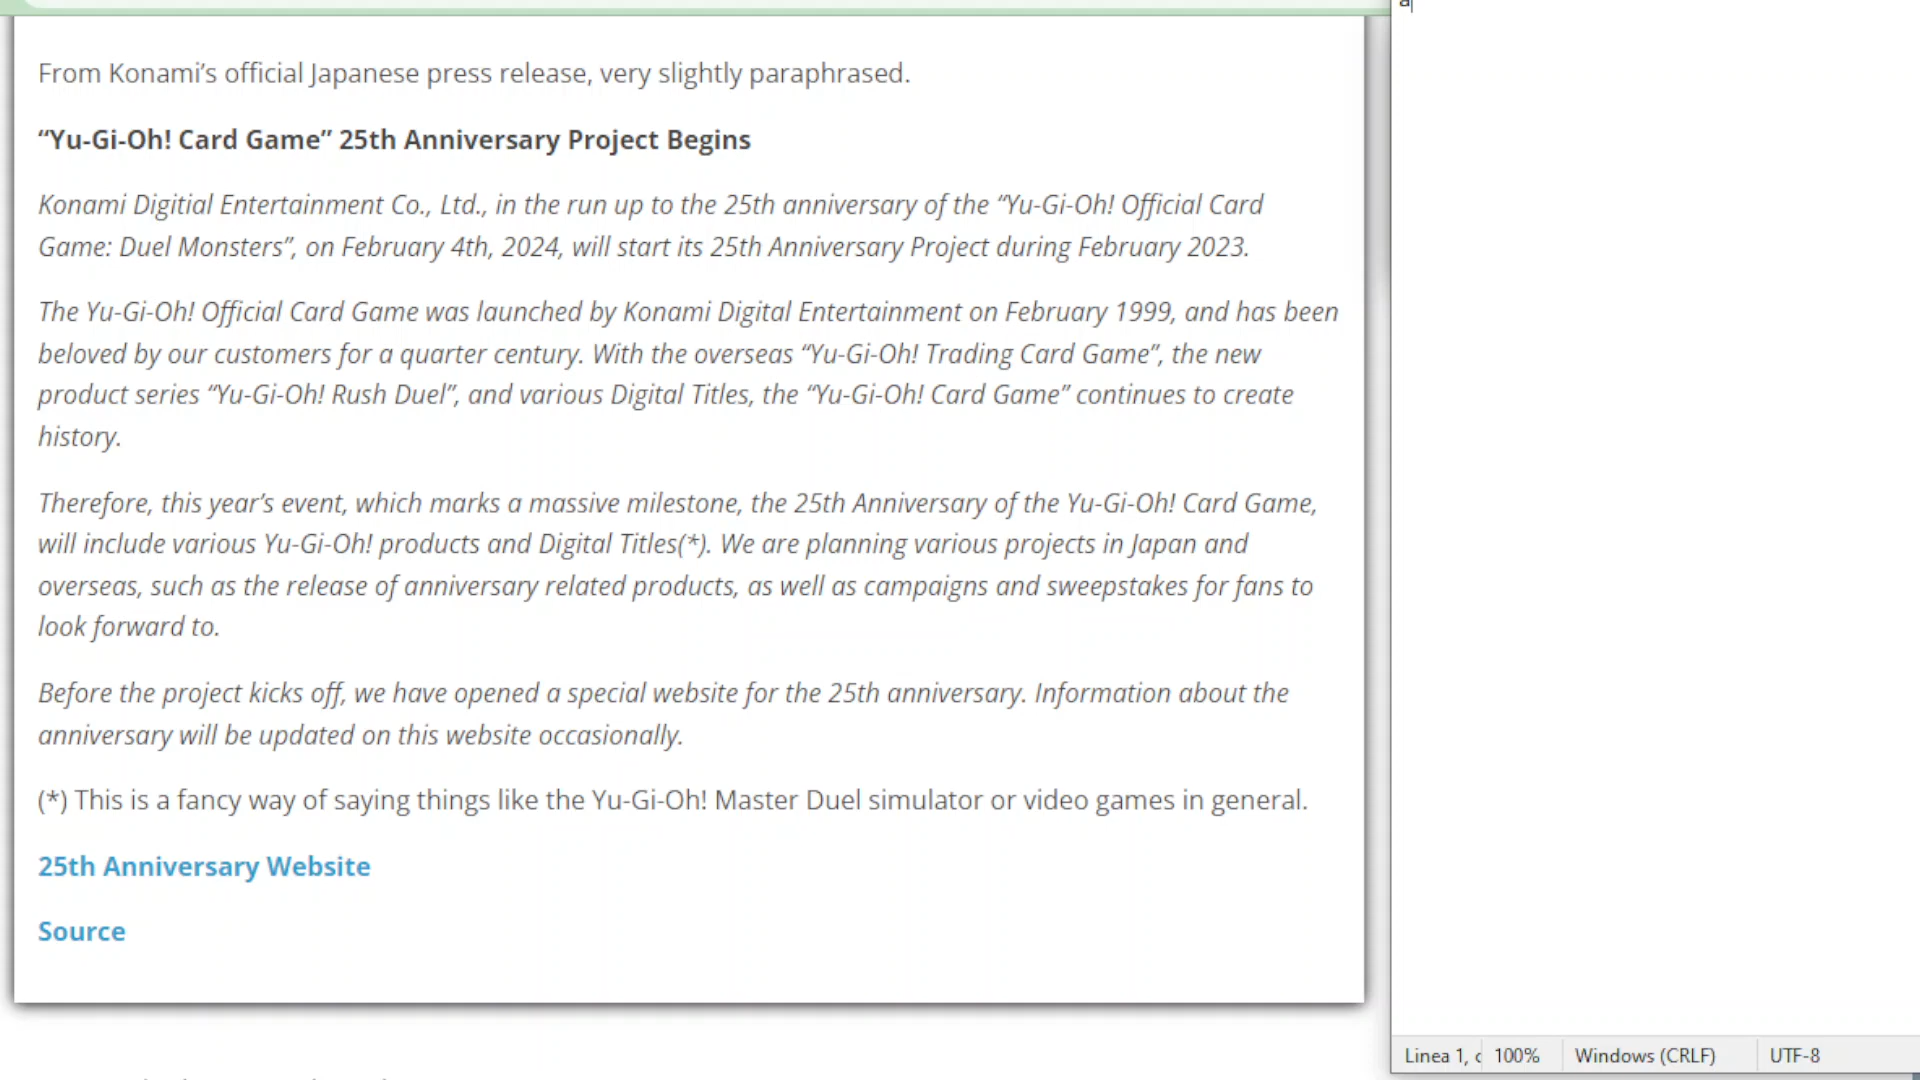 a
From Konami’s official Japanese press release, very slightly paraphrased.
“Yu-Gi-Oh! Card Game” 25th Anniversary Project Begins
Konami Digitial Entertainment Co., Ltd., in the run up to the 25th anniversary of the “Yu-Gi-Oh! Official Card
Game: Duel Monsters”, on February 4th, 2024, will start its 25th Anniversary Project during February 2023.
The Yu-Gi-Oh! Official Card Game was launched by Konami Digital Entertainment on February 1999, and has been
beloved by our customers for a quarter century. With the overseas “Yu-Gi-Oh! Trading Card Game”, the new
product series “Yu-Gi-Oh! Rush Duel”, and various Digital Titles, the “Yu-Gi-Oh! Card Game” continues to create
history.
Therefore, this year’s event, which marks a massive milestone, the 25th Anniversary of the Yu-Gi-Oh! Card Game,
will include various Yu-Gi-Oh! products and Digital Titles(*). We are planning various projects in Japan and
overseas, such as the release of anniversary related products, as well as campaigns and sweepstakes for fans to
look forward to.
Before the project kicks off, we have opened a special website for the 25th anniversary. Information about the
anniversary will be updated on this website occasionally.
(*) This is a fancy way of saying things like the Yu-Gi-Oh! Master Duel simulator or video games in general.
25th Anniversary Website
Source
Linea 1, c 100% Windows (CRLF) UTF-8